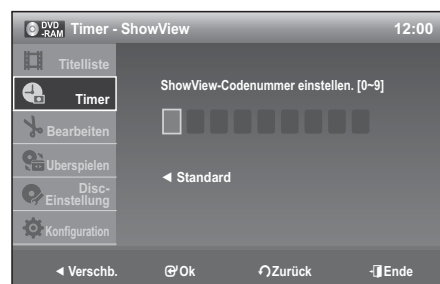 DVD -RAM Timer - ShowView 12:00
Titelliste
Timer
Bearbeiten
Uberspielen
Disc-
Einstellung
Konfiguration
ShowView-Codenummer einstellen. [0~9]
◄ Standard
◄ Verschb. Ok Zurück Ende